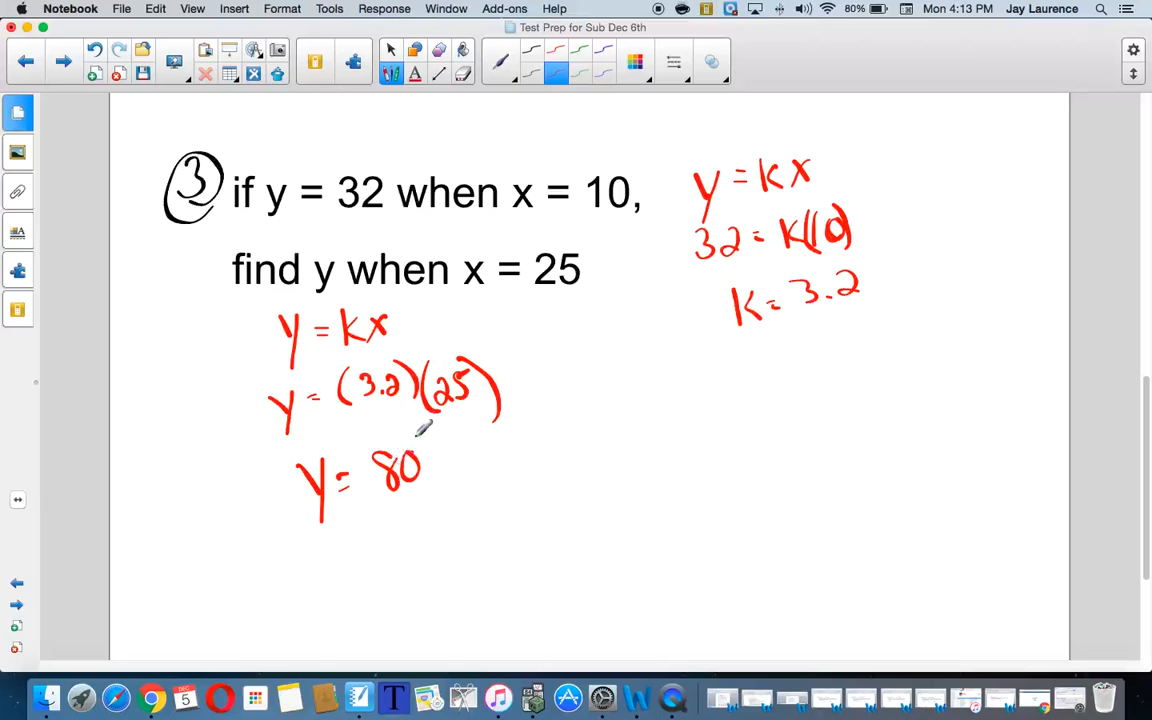 Notebook File Edit View Insert Format Tools Response Window Add-ons Help 80% Mon 4:13 PM Jay Laurence
Test Prep for Sub Dec 6th
3 if y = 32 when x = 10,
find y when x = 25
y = kx
32 = k(10)
k = 3.2
y = kx
y = (3.2)(25)
y = 80
DEC
5